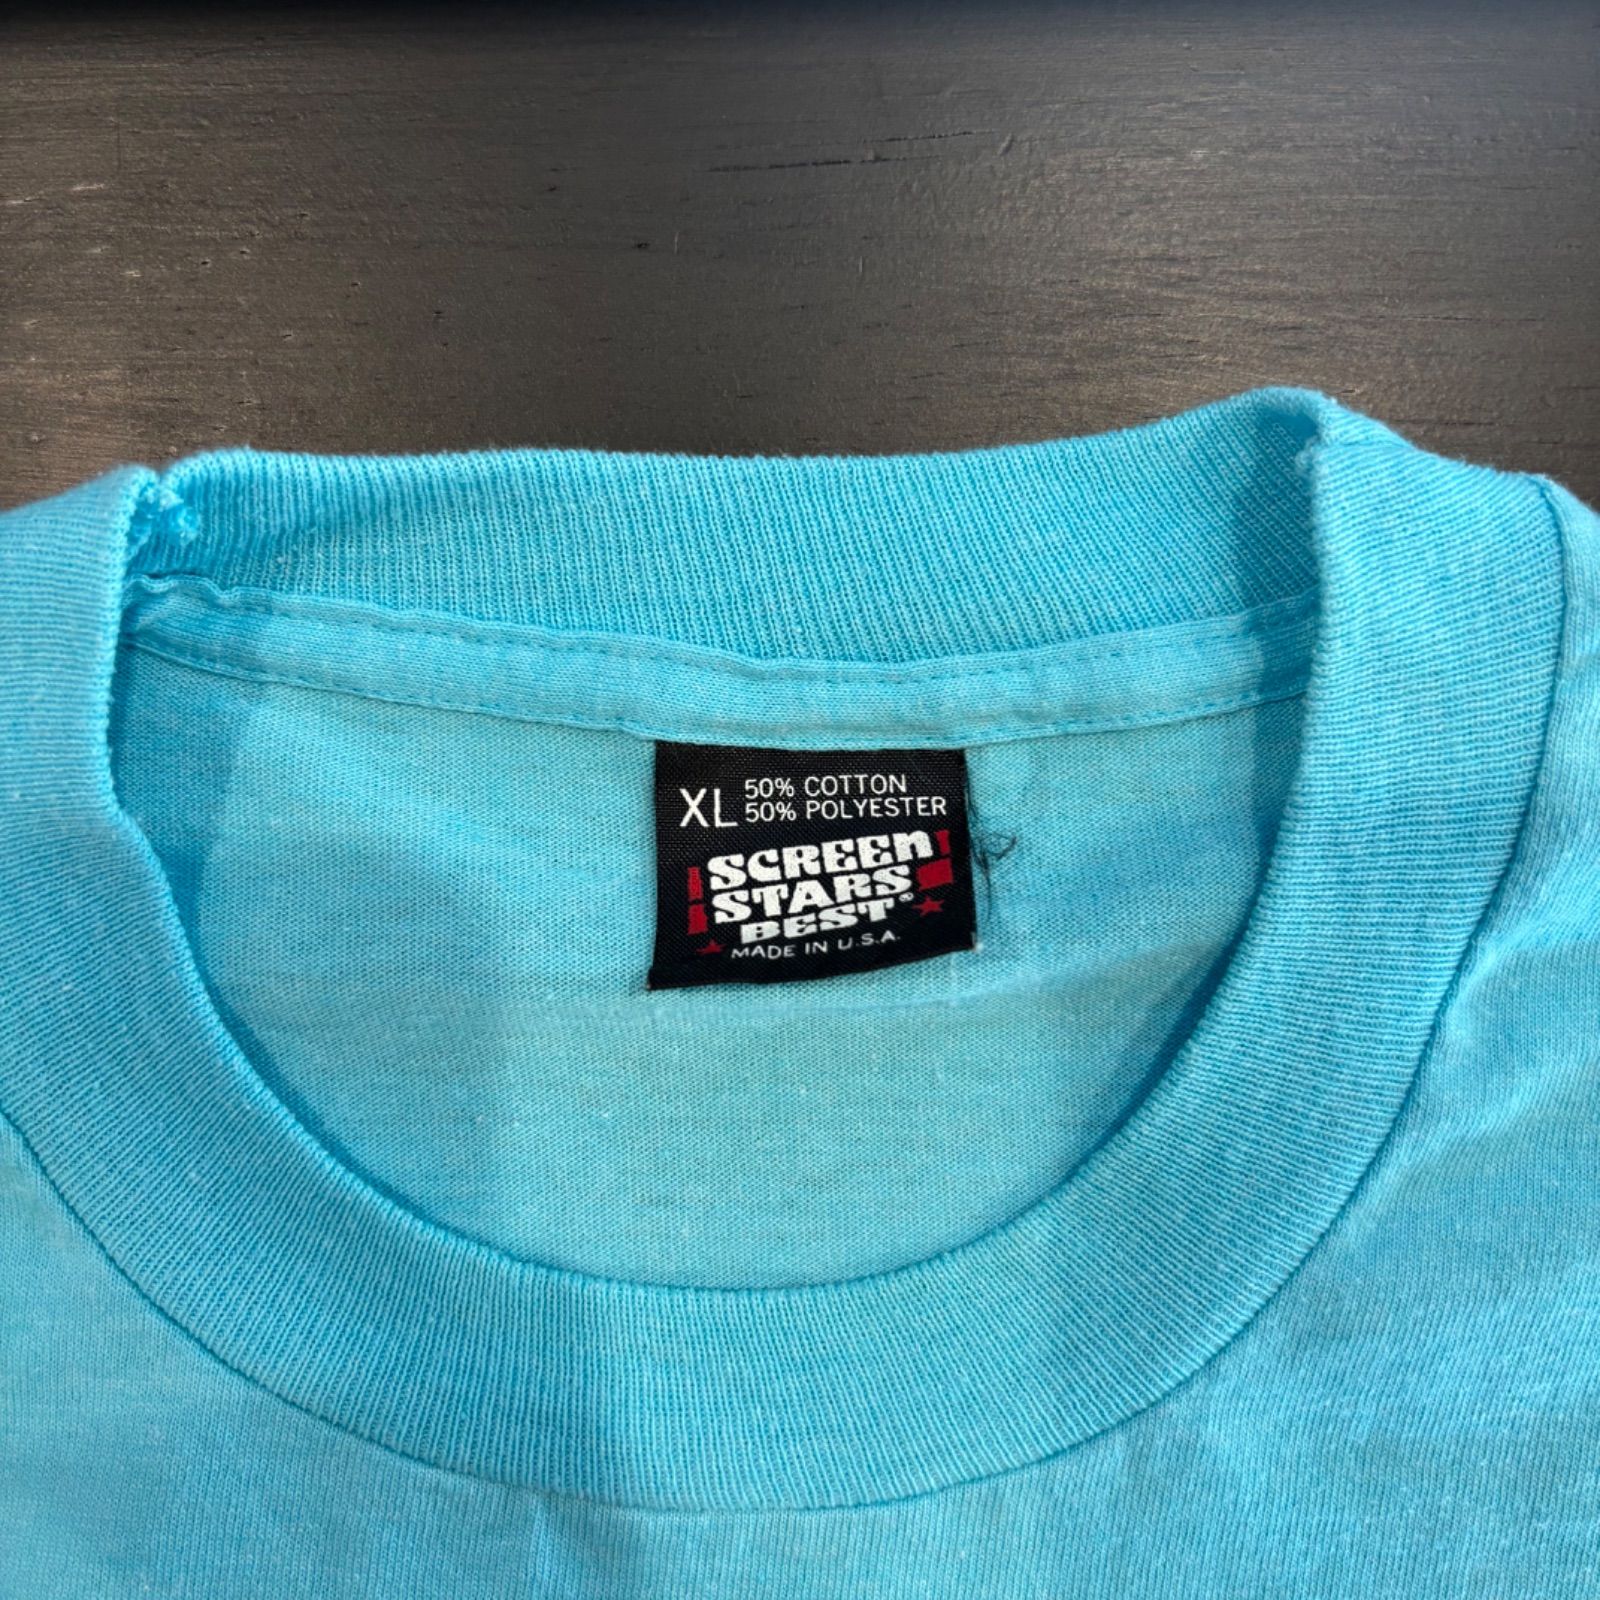 XL
50% COTTON
50% POLYESTER
SCREEN
STARS
BEST®
MADE IN U.S.A.